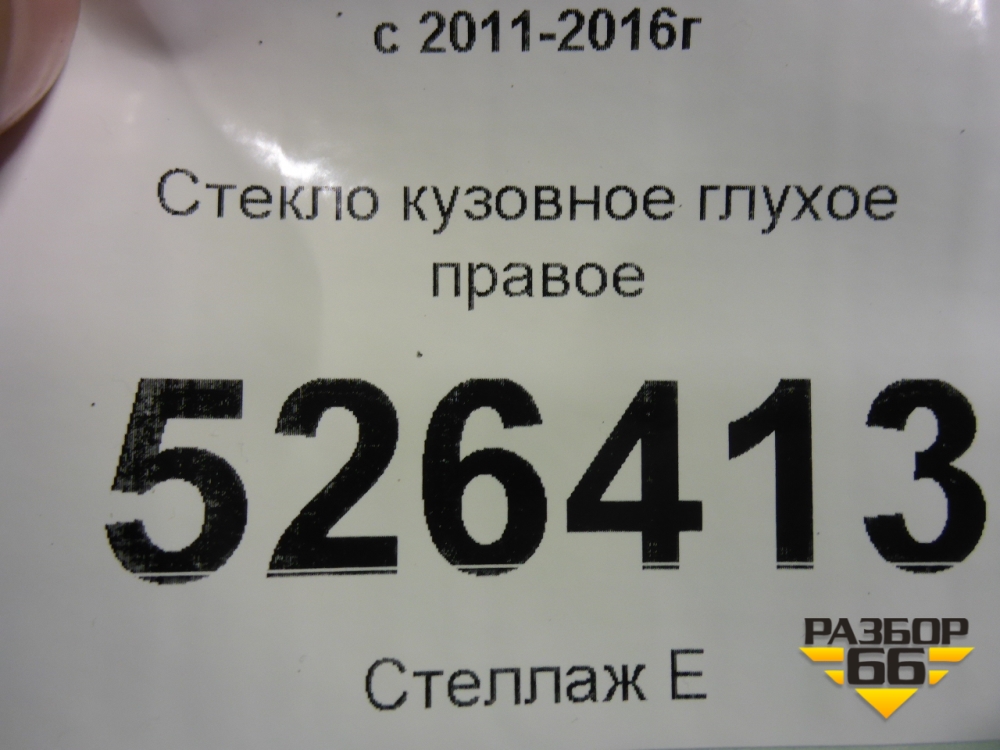 с 2011-2016г
Стекло кузовное глухое
правое
526413
Стеллаж Е
РАЗБОР
66